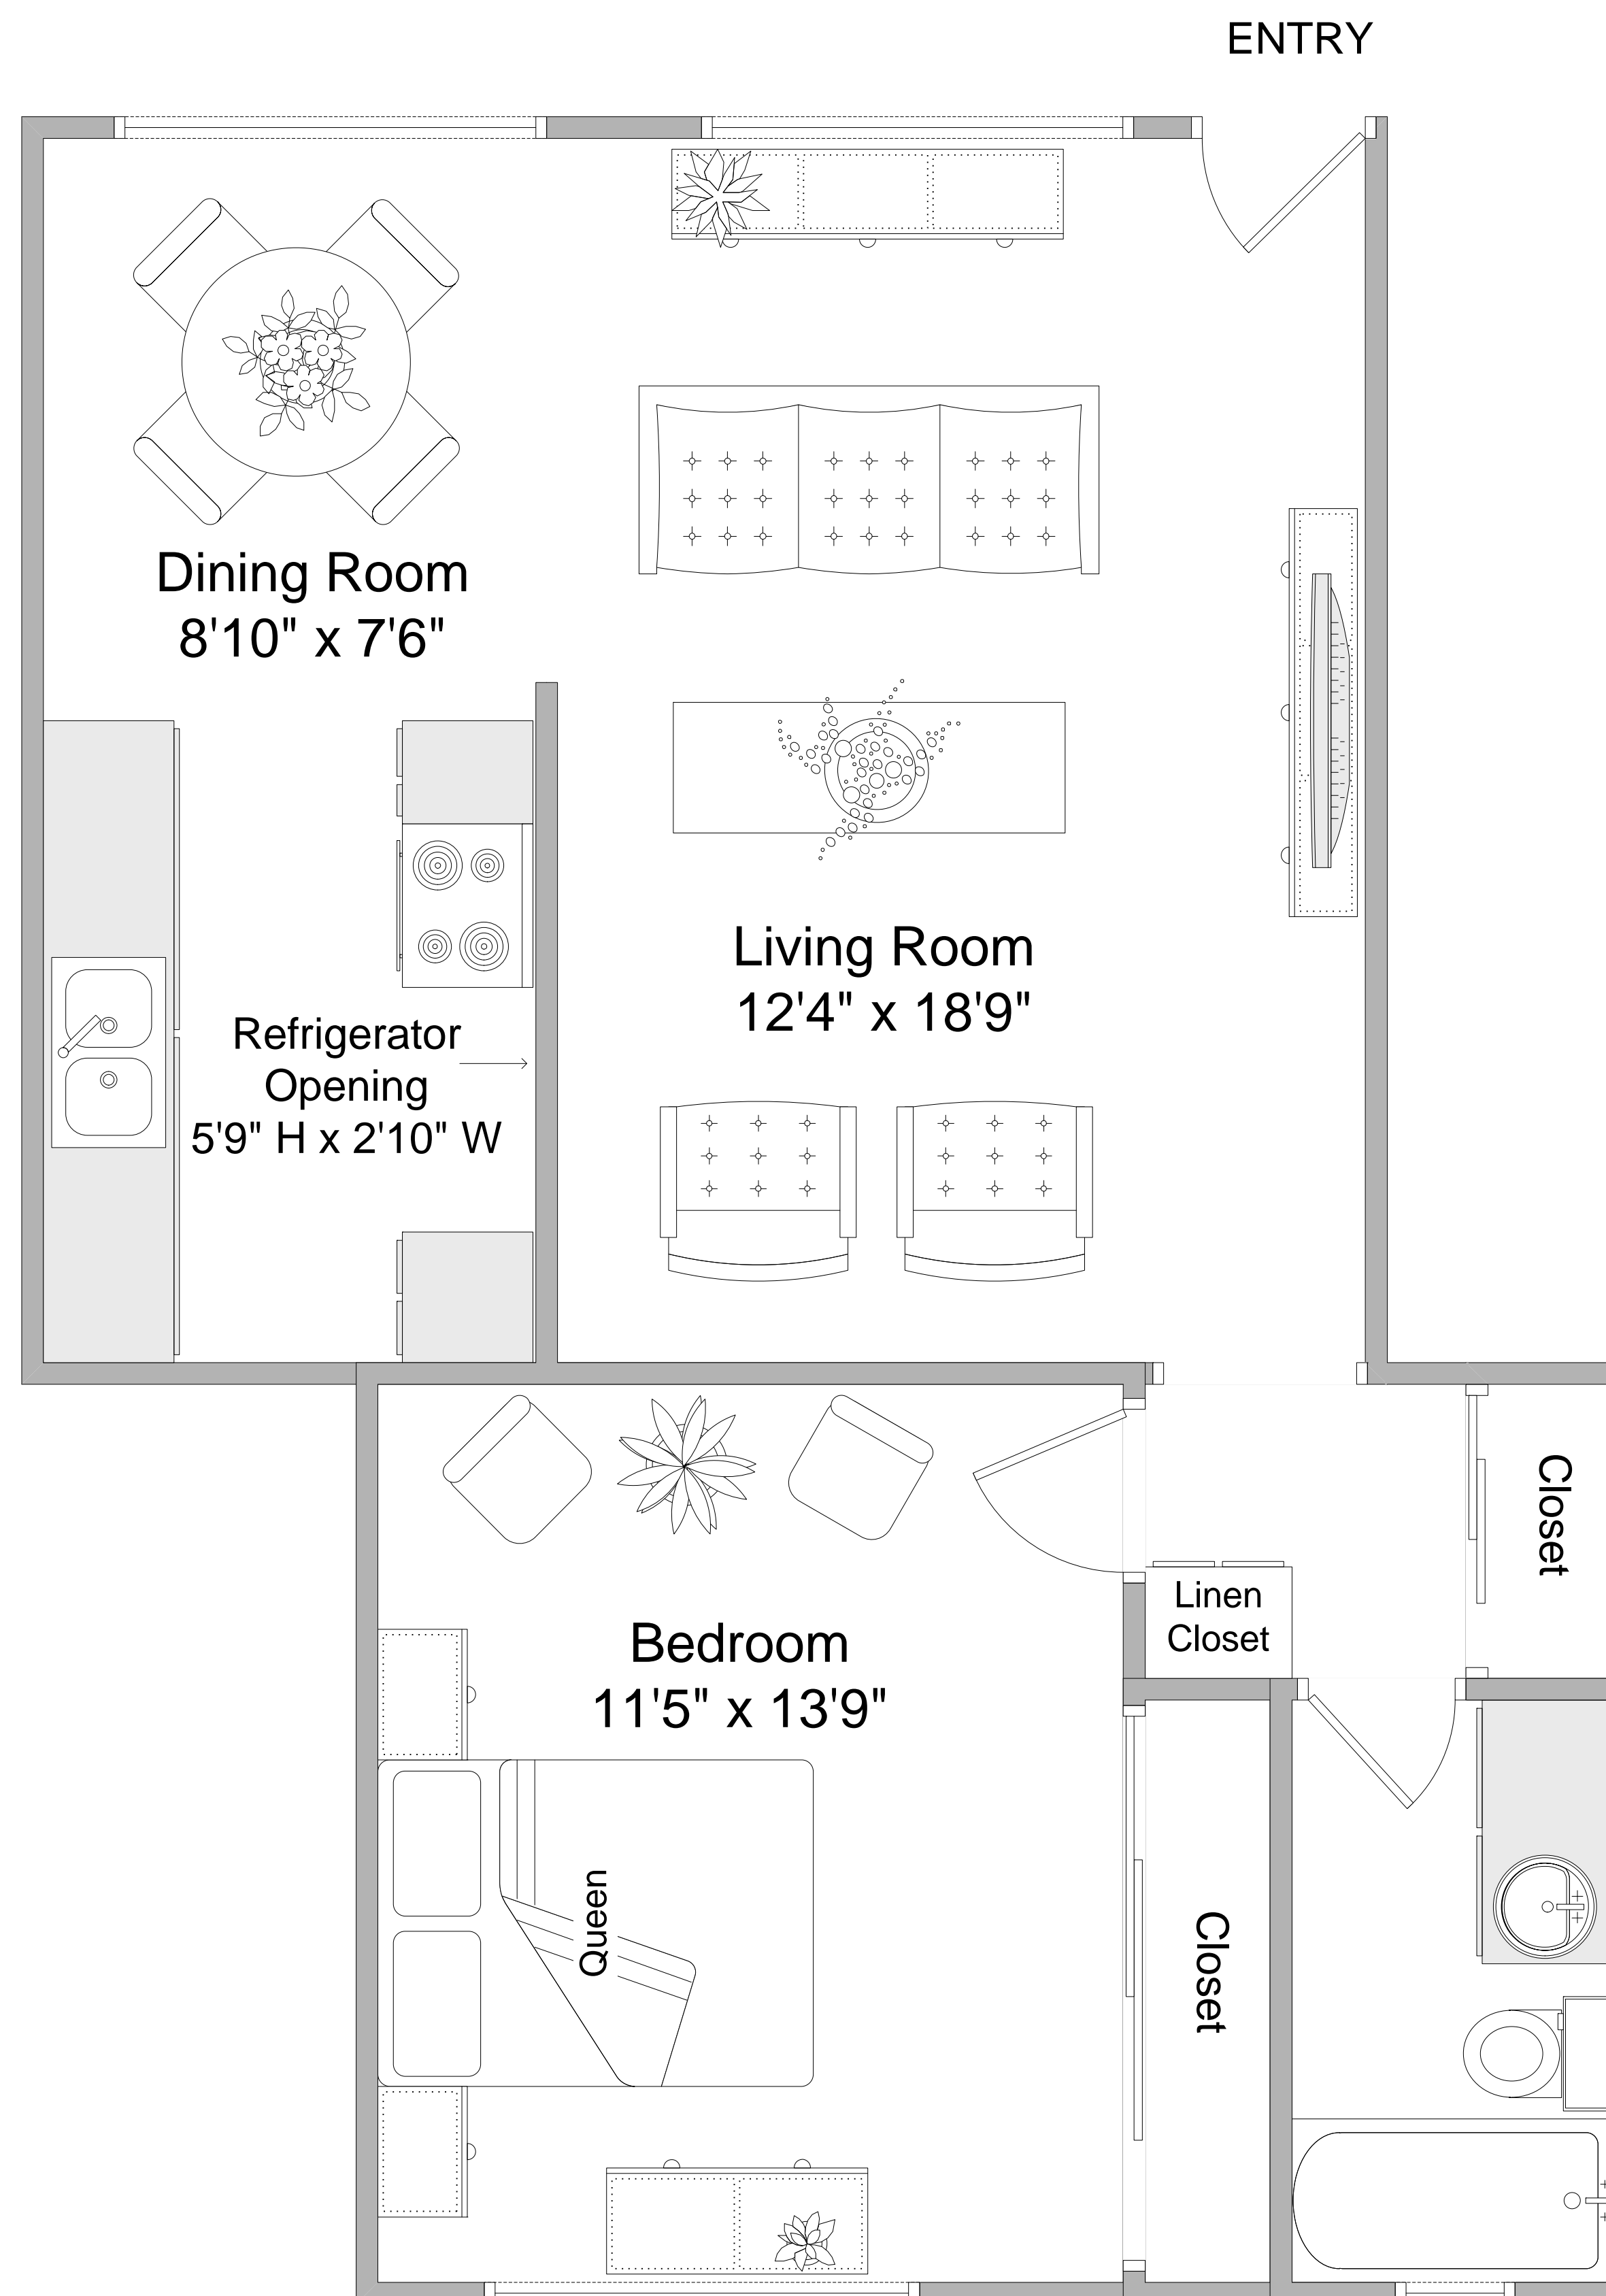 ENTRY
Dining Room
8'10" x 7'6"
Living Room
12'4" x 18'9"
Refrigerator
Opening
5'9" H x 2'10" W
Closet
Linen
Closet
Bedroom
11'5" x 13'9"
Queen
Closet